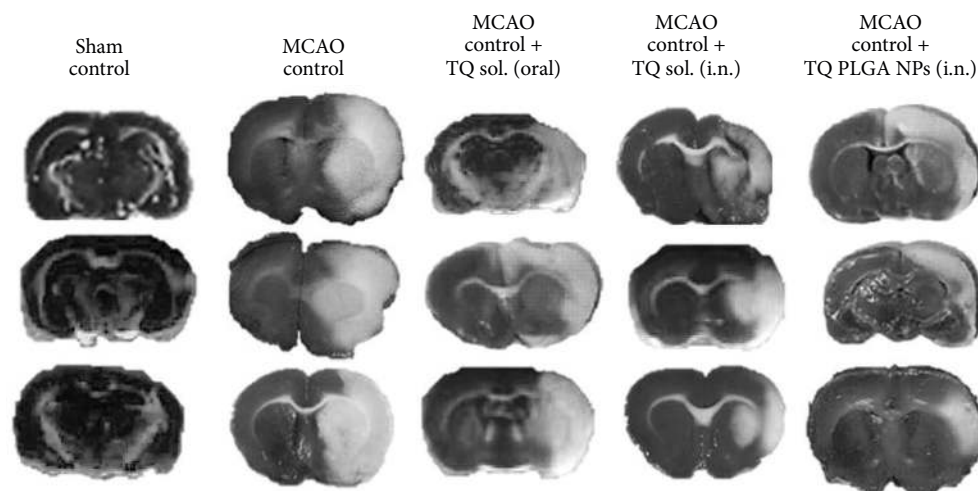 Sham
control
MCAO
control
MCAO
control +
TQ sol. (oral)
MCAO
control +
TQ sol. (i.n.)
MCAO
control +
TQ PLGA NPs (i.n.)